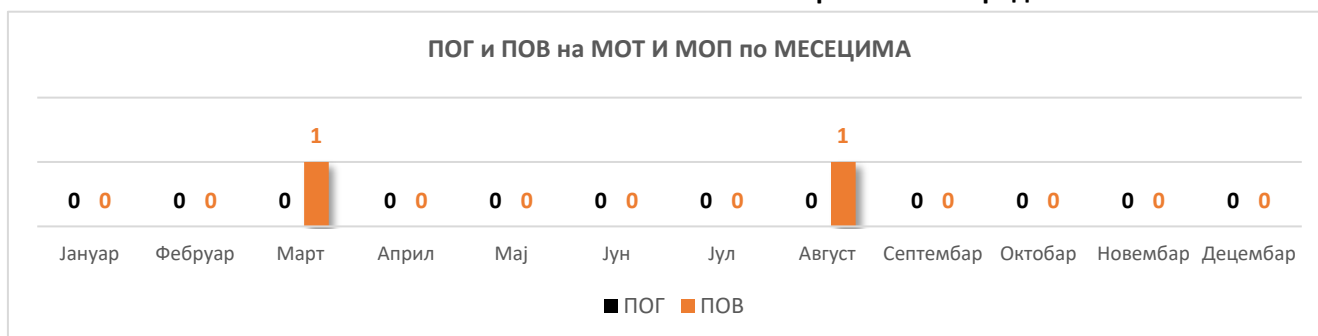 ПОГ и ПОВ на МОТ И МОП по МЕСЕЦИМА
1 1
0 0 0 0 0 0 0 0 0 0 0 0 0 0 0 0 0 0 0 0 0 0
Јануар Фебруар Март Април Мај Јун Јул Август Септембар Октобар Новембар Децембар
ПОГ ПОВ